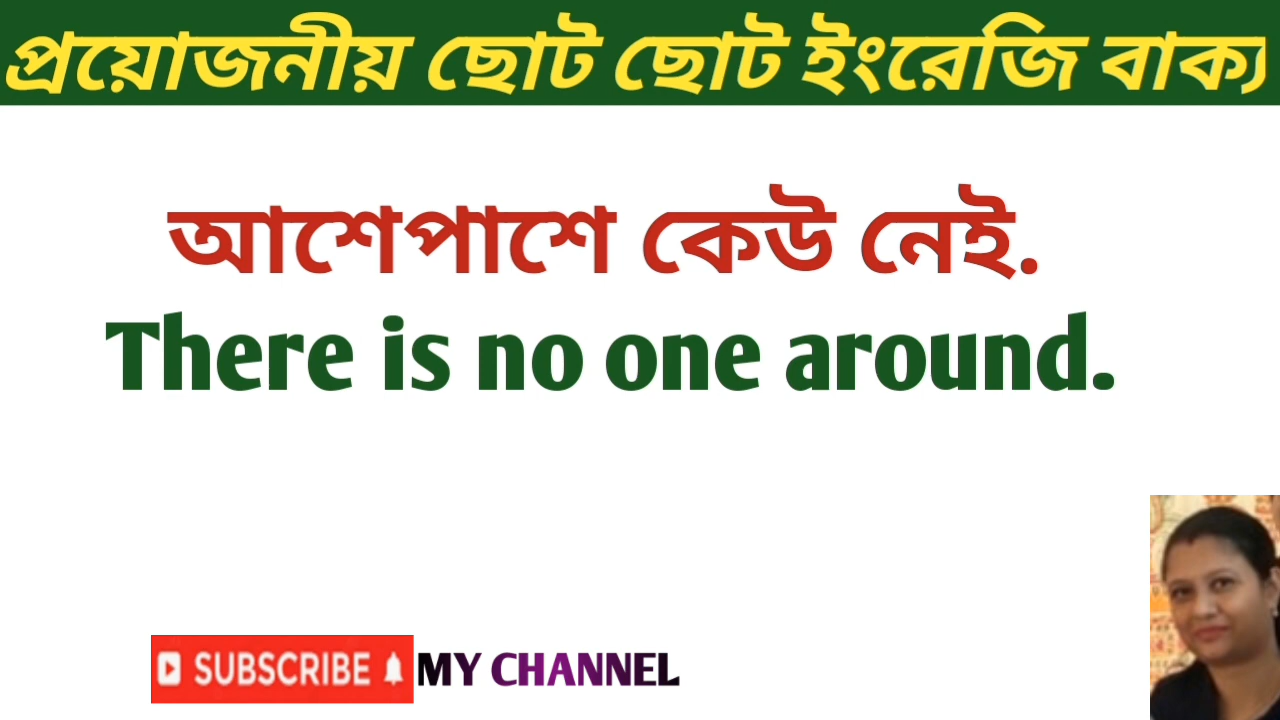 প্রয়োজনীয় ছোট ছোট ইংরেজি বাক্য
আশেপাশে কেউ নেই.
There is no one around.
SUBSCRIBE MY CHANNEL